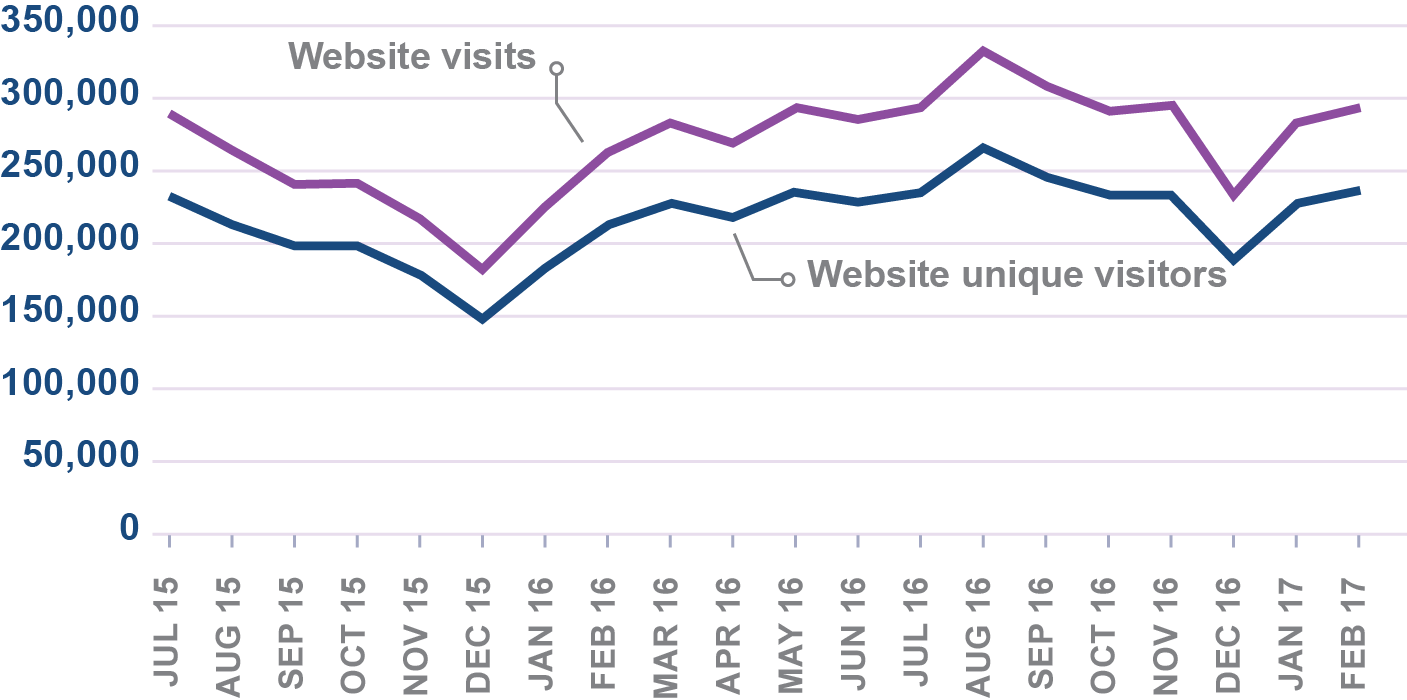 350,000
Website visits
300,000
250,000
200,000
Website unique visitors
150,000
100,000
50,000
0
JUL 15
AUG 15
SEP 15
OCT 15
NOV 15
DEC 15
JAN 16
FEB 16
MAR 16
APR 16
MAY 16
JUN 16
JUL 16
AUG 16
SEP 16
OCT 16
NOV 16
DEC 16
JAN 17
FEB 17